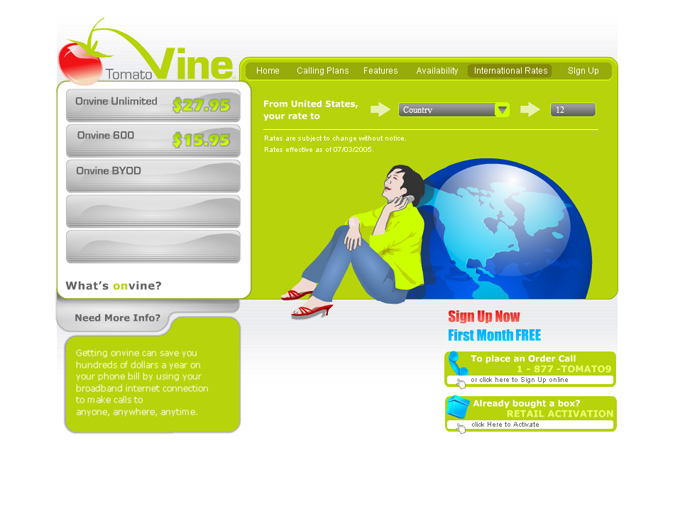 Tomato Vine
Home Calling Plans Features Availability International Rates Sign Up
Onvine Unlimited $27.95
Onvine 600 $15.95
Onvine BYOD
From United States,
your rate to
Country
12
Rates are subject to change without notice.
Rates effective as of 07/03/2005.
What's onvine?
Need More Info?
Getting onvine can save you
hundreds of dollars a year on
your phone bill by using your
broadband internet connection
to make calls to
anyone, anywhere, anytime.
Sign Up Now
First Month FREE
To place an Order Call
1 - 877 -TOMATO9
or click here to Sign Up online
Already bought a box?
RETAIL ACTIVATION
click Here to Activate